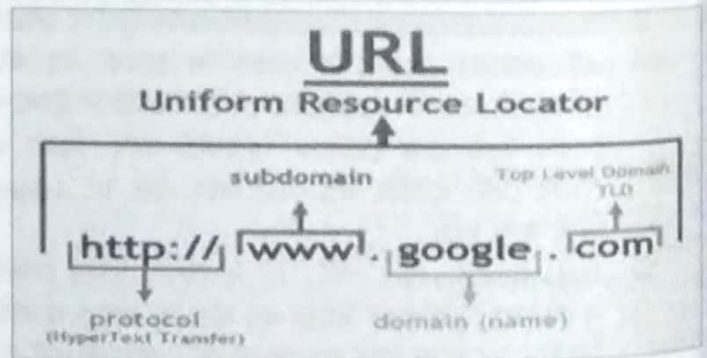 URL
Uniform Resource Locator
subdomain
Top Level Domain
TLD
http:// www . google . com
protocol
(HyperText Transfer)
domain (name)